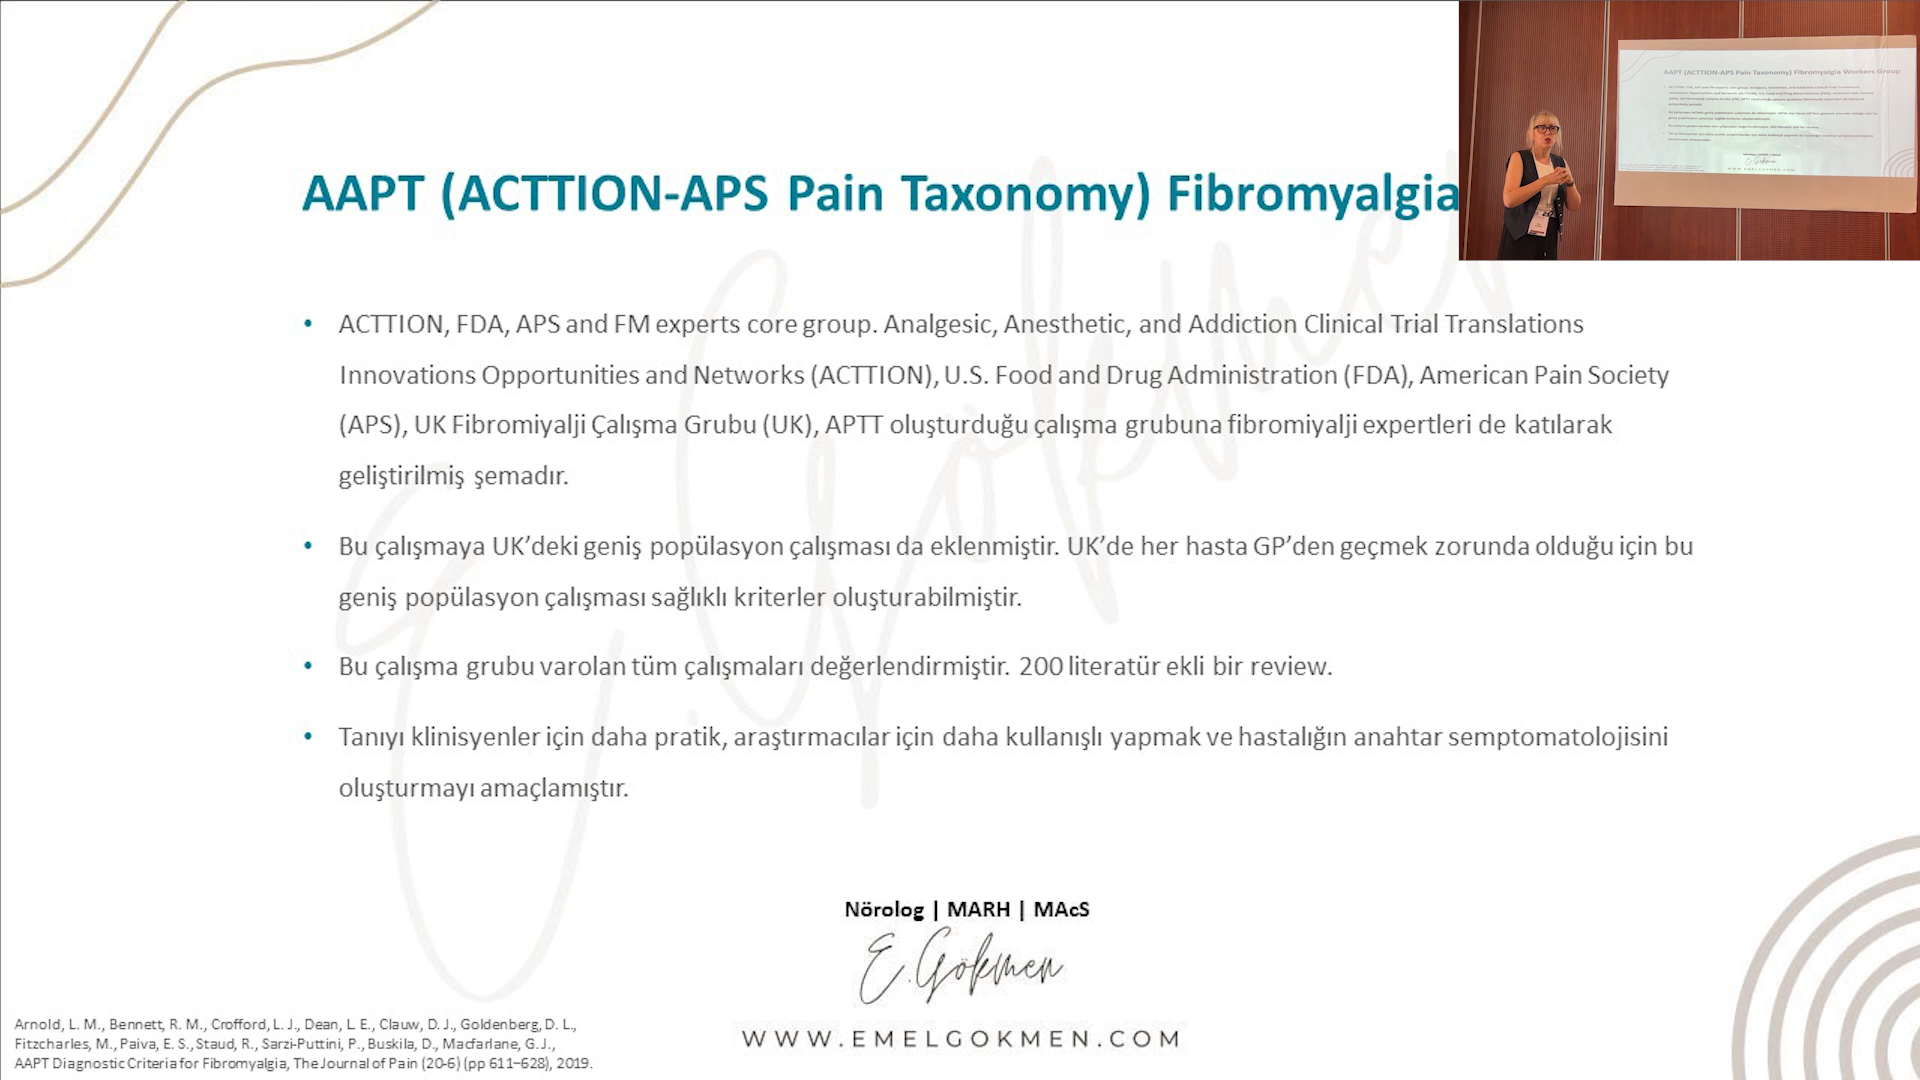 AAPT (ACTTION-APS Pain Taxonomy) Fibromyalgia
AAPT (ACTTION-APS Pain Taxonomy) Fibromyalgia Workers Group
• ACTTION, FDA, APS and FM experts core group. Analgesic, Anesthetic, and Addiction Clinical Trial Translations
Innovations Opportunities and Networks (ACTTION), U.S. Food and Drug Administration (FDA), American Pain Society
(APS), UK Fibromiyalji Çalışma Grubu (UK), APTT oluşturduğu çalışma grubuna fibromiyalji expertleri de katılarak
geliştirilmiş şemadır.
• Bu çalışmaya UK’deki geniş popülasyon çalışması da eklenmiştir. UK’de her hasta GP’den geçmek zorunda olduğu için bu
geniş popülasyon çalışması sağlıklı kriterler oluşturabilmiştir.
• Bu çalışma grubu varolan tüm çalışmaları değerlendirmiştir. 200 literatür ekli bir review.
• Tanıyı klinisyenler için daha pratik, araştırmacılar için daha kullanışlı yapmak ve hastalığın anahtar semptomatolojisini
oluşturmayı amaçlamıştır.
Nörolog | MARH | MAcS
E. Gökmen
WWW.EMELGOKMEN.COM
Arnold, L. M., Bennett, R. M., Crofford, L. J., Dean, L. E., Clauw, D. J., Goldenberg, D. L.,
Fitzcharles, M., Paiva, E. S., Staud, R., Sarzi-Puttini, P., Buskila, D., Macfarlane, G. J.,
AAPT Diagnostic Criteria for Fibromyalgia, The Journal of Pain (20-6) (pp 611–628), 2019.